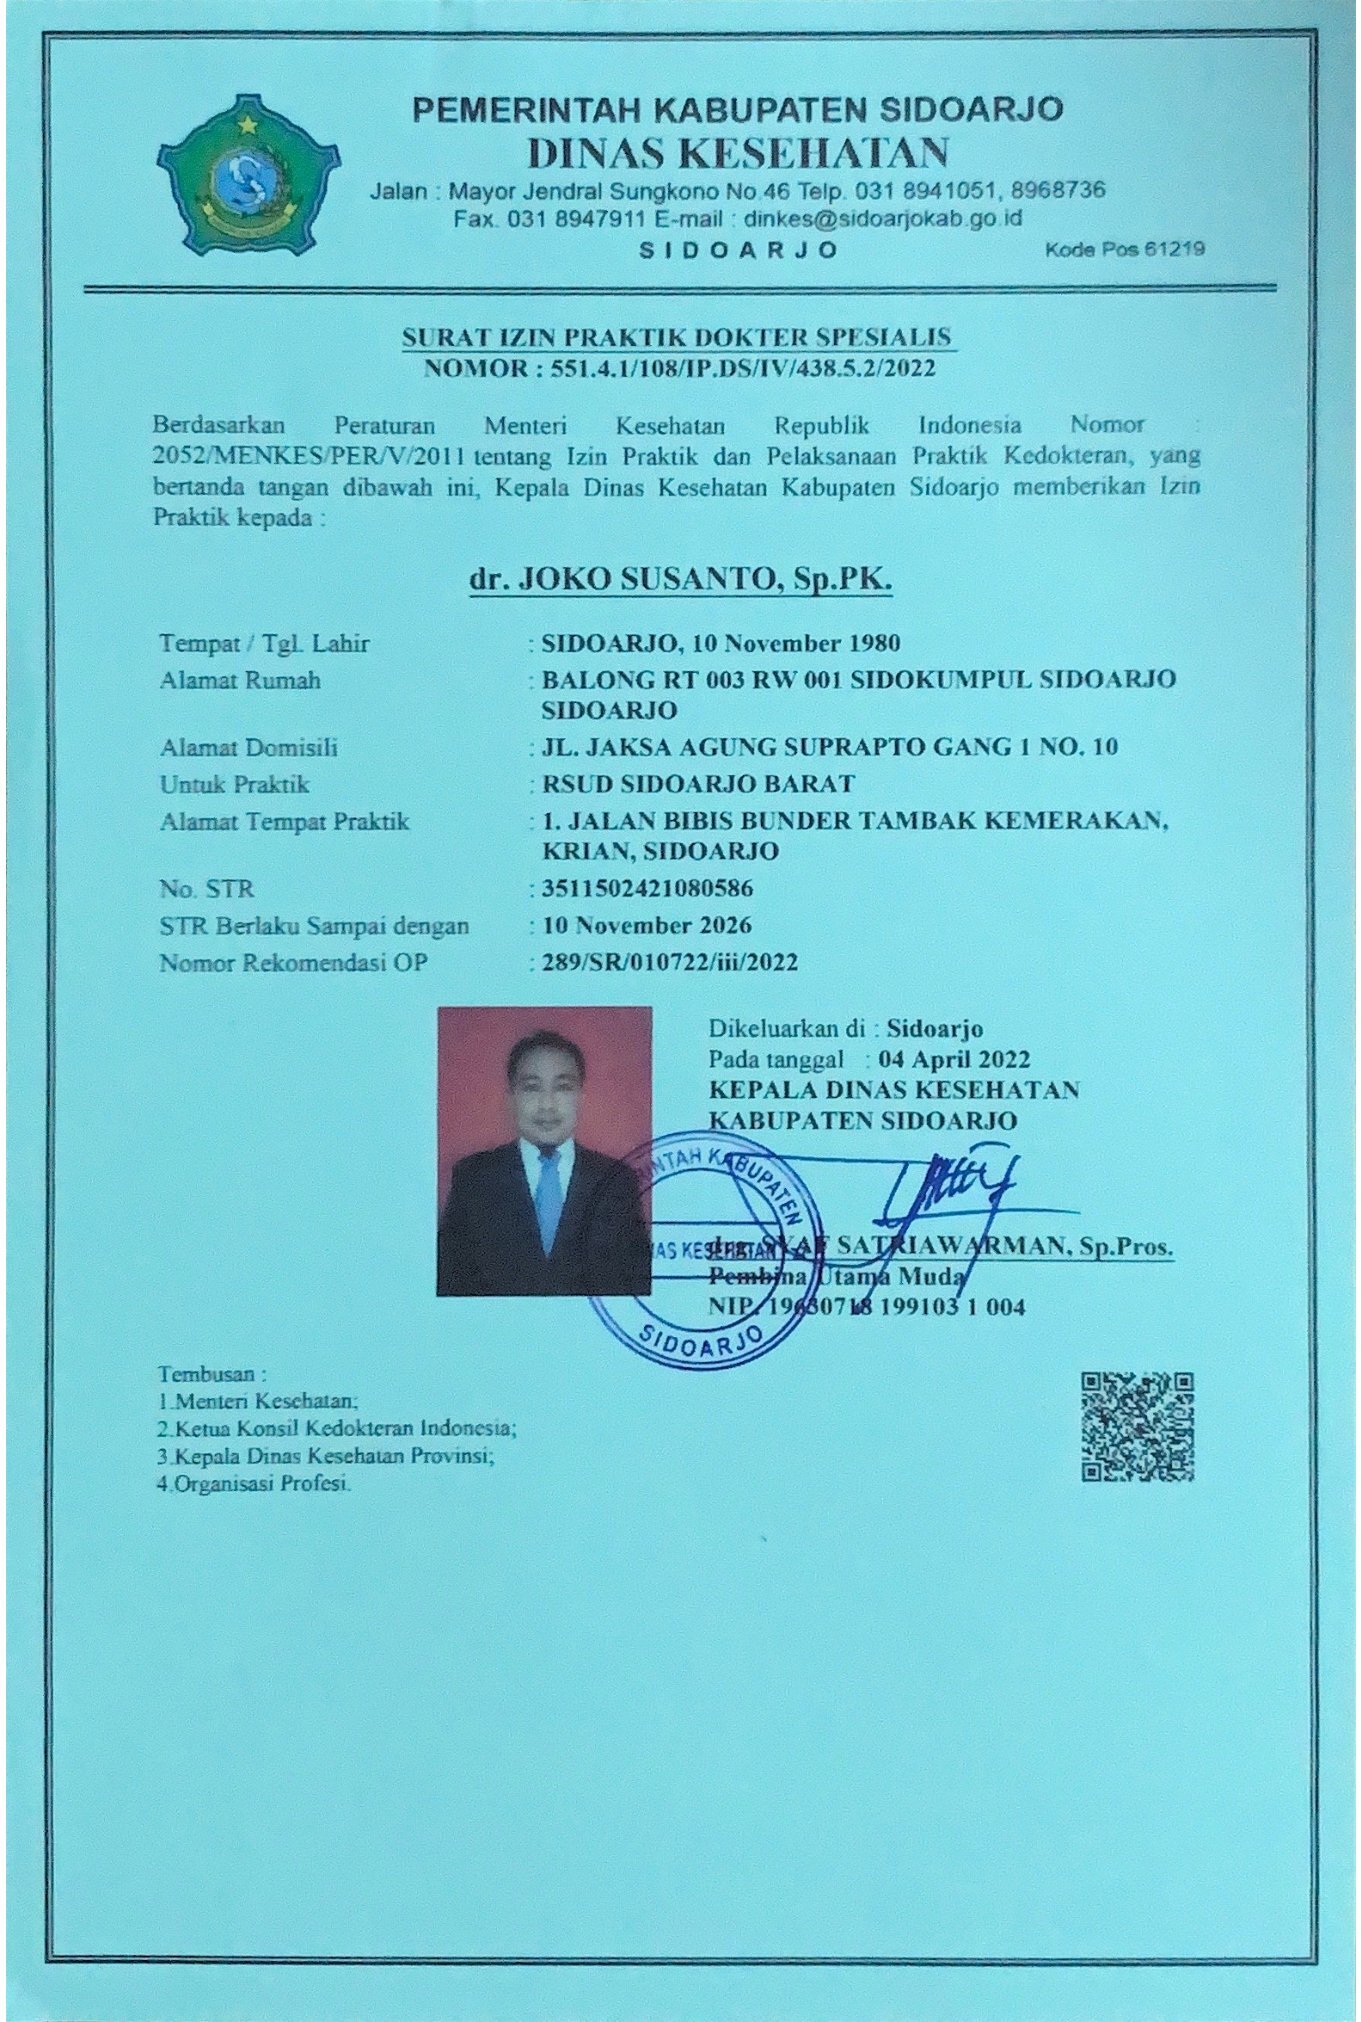 PEMERINTAH KABUPATEN SIDOARJO
DINAS KESEHATAN
Jalan : Mayor Jendral Sungkono No.46 Telp. 031 8941051, 8968736
Fax. 031 8947911 E-mail : dinkes@sidoarjokab.go.id
S I D O A R J O
Kode Pos 61219
SURAT IZIN PRAKTIK DOKTER SPESIALIS
NOMOR : 551.4.1/108/IP.DS/IV/438.5.2/2022
Berdasarkan Peraturan Menteri Kesehatan Republik Indonesia Nomor :
2052/MENKES/PER/V/2011 tentang Izin Praktik dan Pelaksanaan Praktik Kedokteran, yang
bertanda tangan dibawah ini, Kepala Dinas Kesehatan Kabupaten Sidoarjo memberikan Izin
Praktik kepada :
dr. JOKO SUSANTO, Sp.PK.
Tempat / Tgl. Lahir : SIDOARJO, 10 November 1980
Alamat Rumah : BALONG RT 003 RW 001 SIDOKUMPUL SIDOARJO
SIDOARJO
Alamat Domisili : JL. JAKSA AGUNG SUPRAPTO GANG 1 NO. 10
Untuk Praktik : RSUD SIDOARJO BARAT
Alamat Tempat Praktik : 1. JALAN BIBIS BUNDER TAMBAK KEMERAKAN,
KRIAN, SIDOARJO
No. STR : 3511502421080586
STR Berlaku Sampai dengan : 10 November 2026
Nomor Rekomendasi OP : 289/SR/010722/iii/2022
Dikeluarkan di : Sidoarjo
Pada tanggal : 04 April 2022
KEPALA DINAS KESEHATAN
KABUPATEN SIDOARJO
drg. SYAF SATRIAWARMAN, Sp.Pros.
Pembina Utama Muda
NIP. 19630718 199103 1 004
KABUPATEN
KESEHATAN
SIDOARJO
Tembusan :
1.Menteri Kesehatan;
2.Ketua Konsil Kedokteran Indonesia;
3.Kepala Dinas Kesehatan Provinsi;
4.Organisasi Profesi.